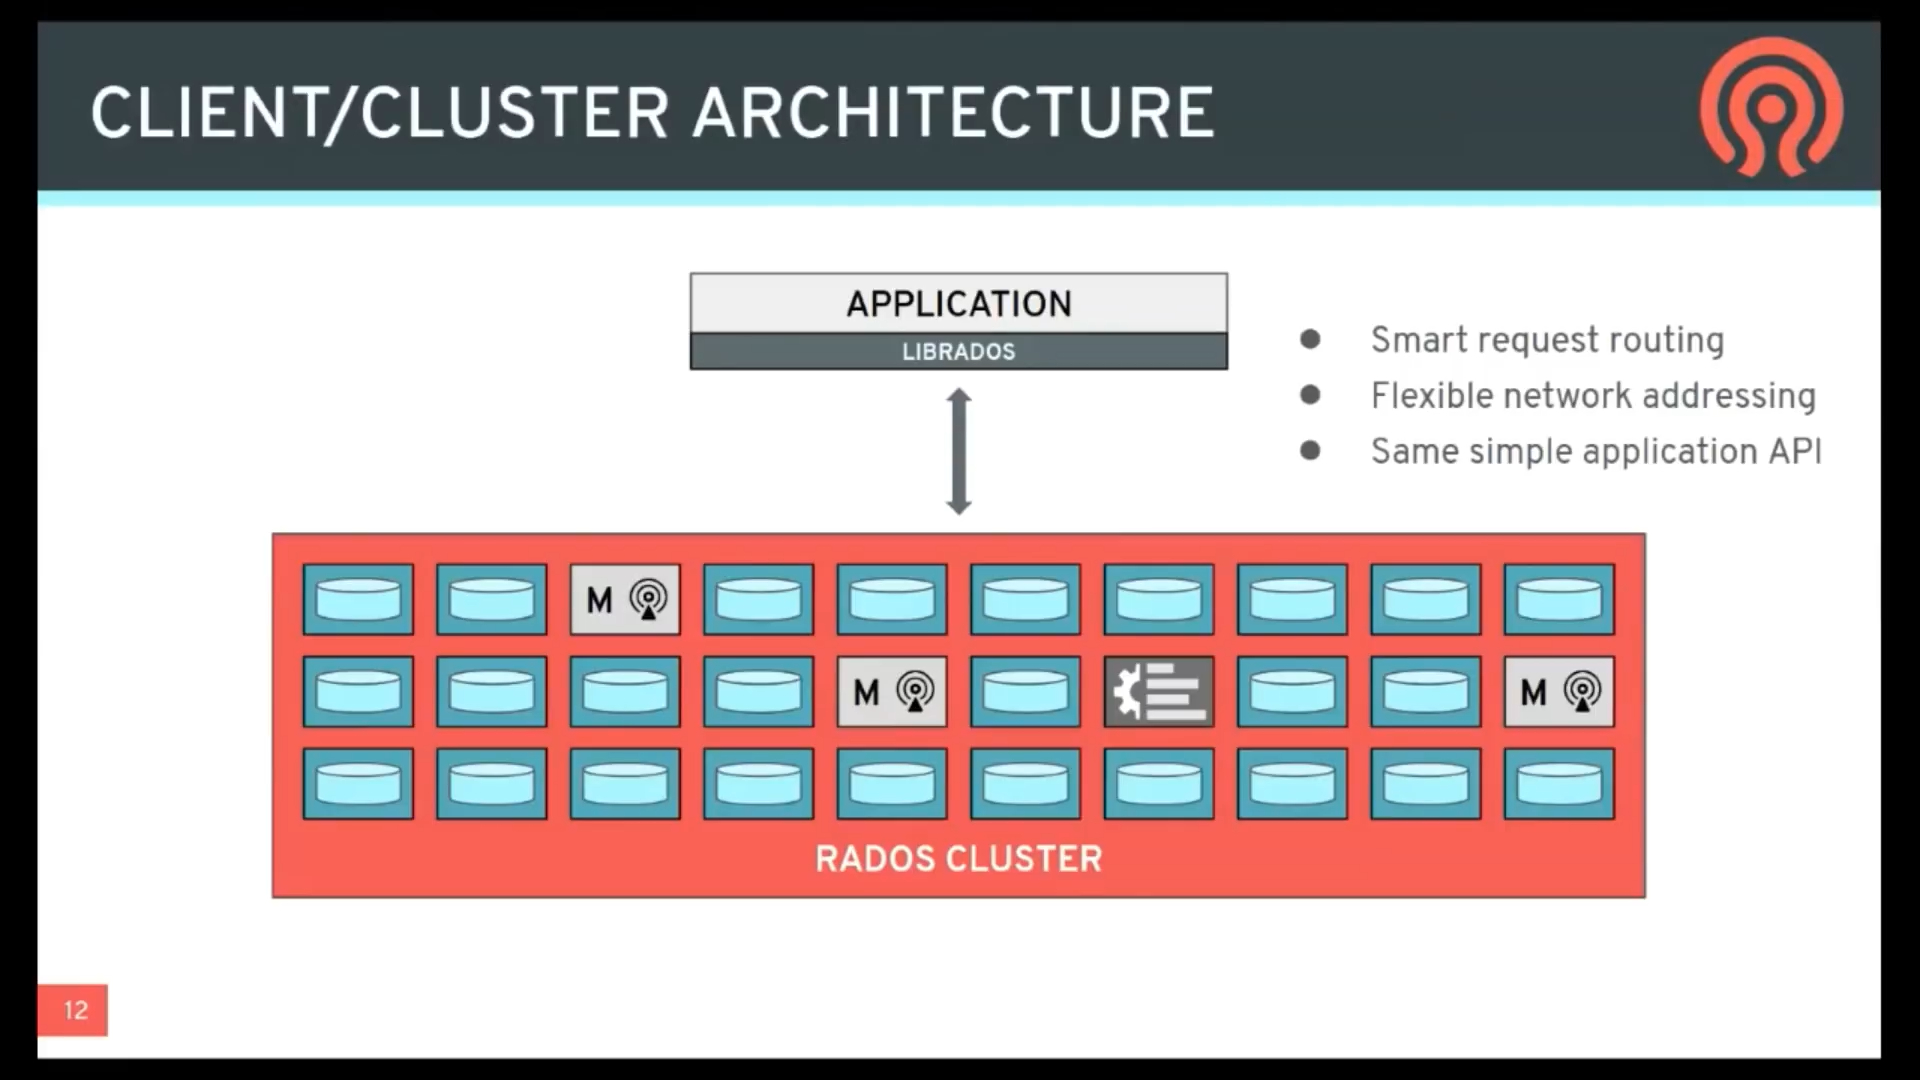 CLIENT/CLUSTER ARCHITECTURE
APPLICATION
LIBRADOS
● Smart request routing
● Flexible network addressing
● Same simple application API
M
M
M
RADOS CLUSTER
12